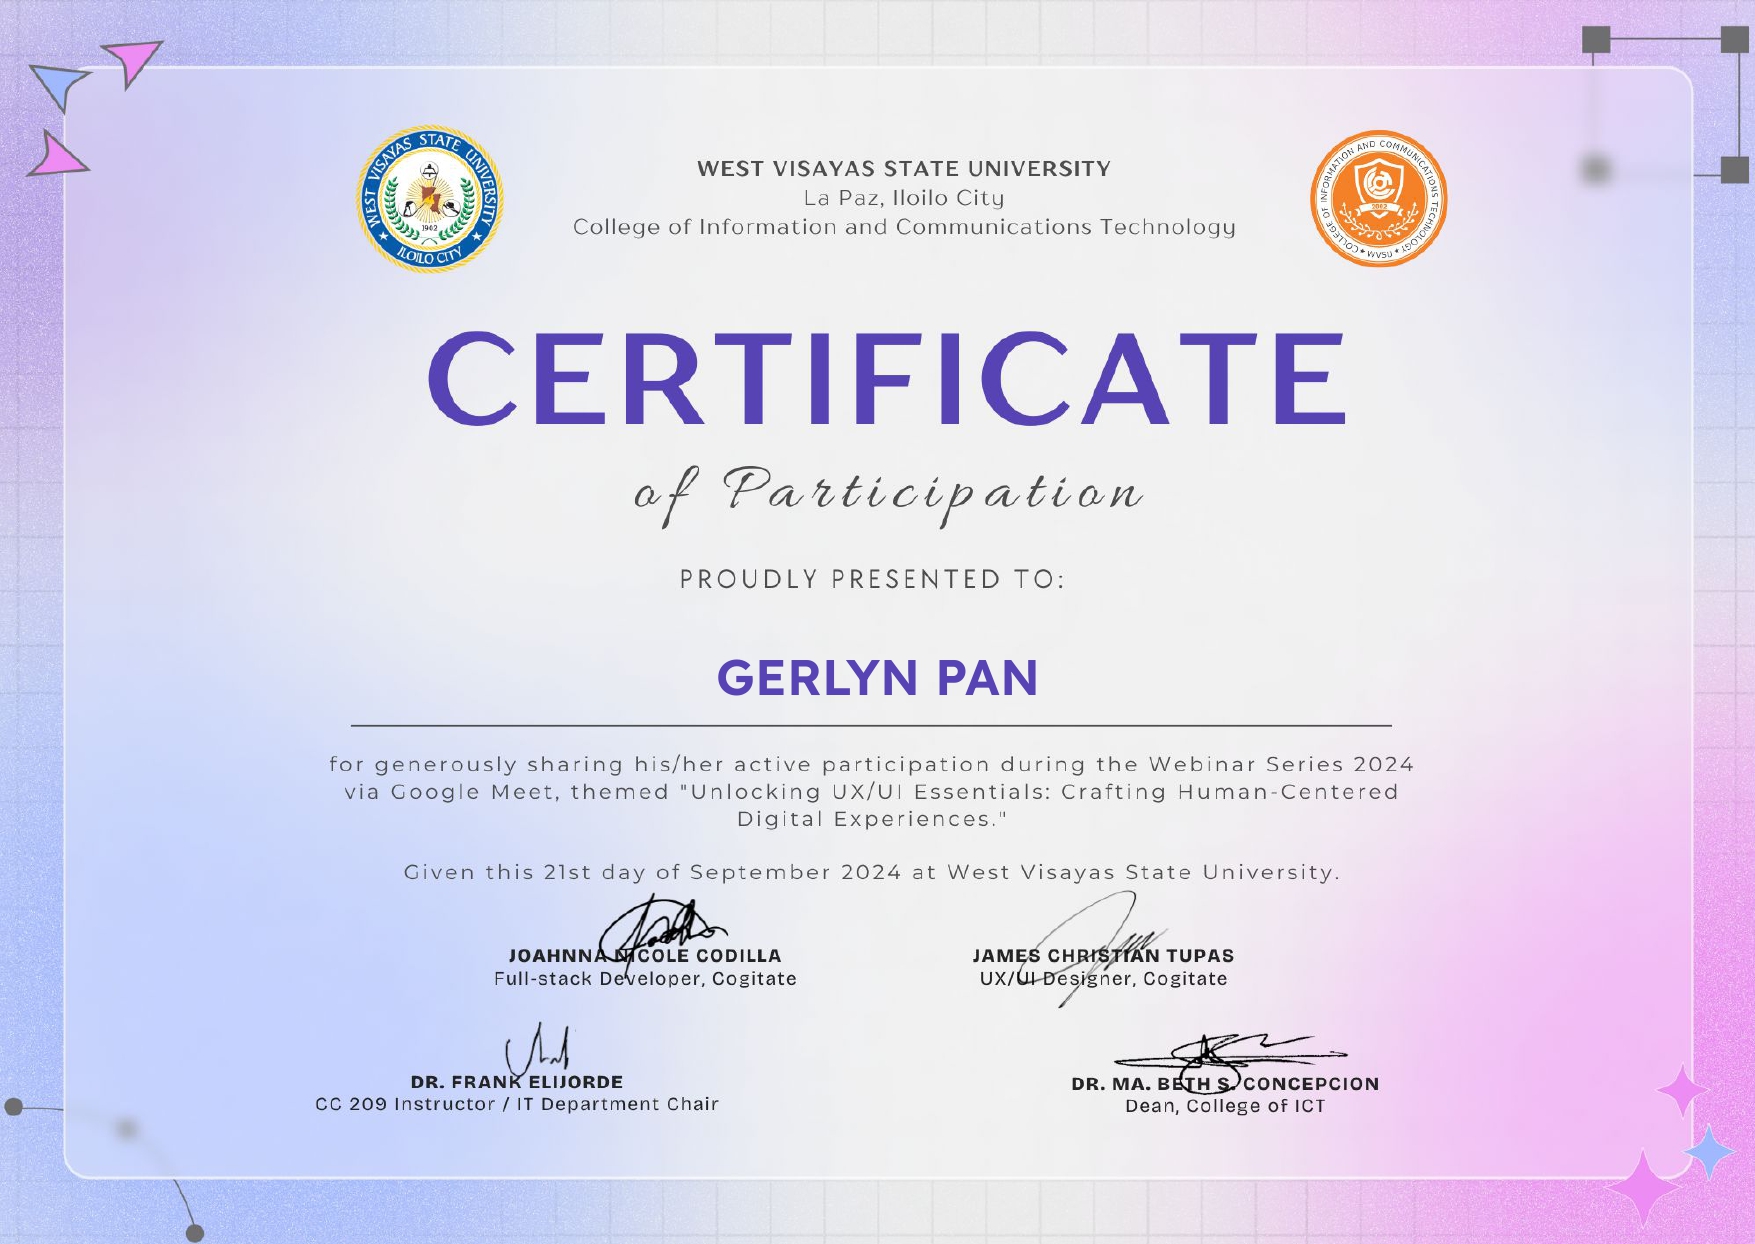 WEST VISAYAS STATE UNIVERSITY
ILOILO CITY
1902
WEST VISAYAS STATE UNIVERSITY
La Paz, Iloilo City
College of Information and Communications Technology
COLLEGE OF INFORMATION AND COMMUNICATIONS TECHNOLOGY
WVSU
2002
CERTIFICATE
of Participation
PROUDLY PRESENTED TO:
GERLYN PAN
for generously sharing his/her active participation during the Webinar Series 2024
via Google Meet, themed "Unlocking UX/UI Essentials: Crafting Human-Centered
Digital Experiences."
Given this 21st day of September 2024 at West Visayas State University.
JOAHNNA NICOLE CODILLA
Full-stack Developer, Cogitate
JAMES CHRISTIAN TUPAS
UX/UI Designer, Cogitate
DR. FRANK ELIJORDE
CC 209 Instructor / IT Department Chair
DR. MA. BETH S. CONCEPCION
Dean, College of ICT